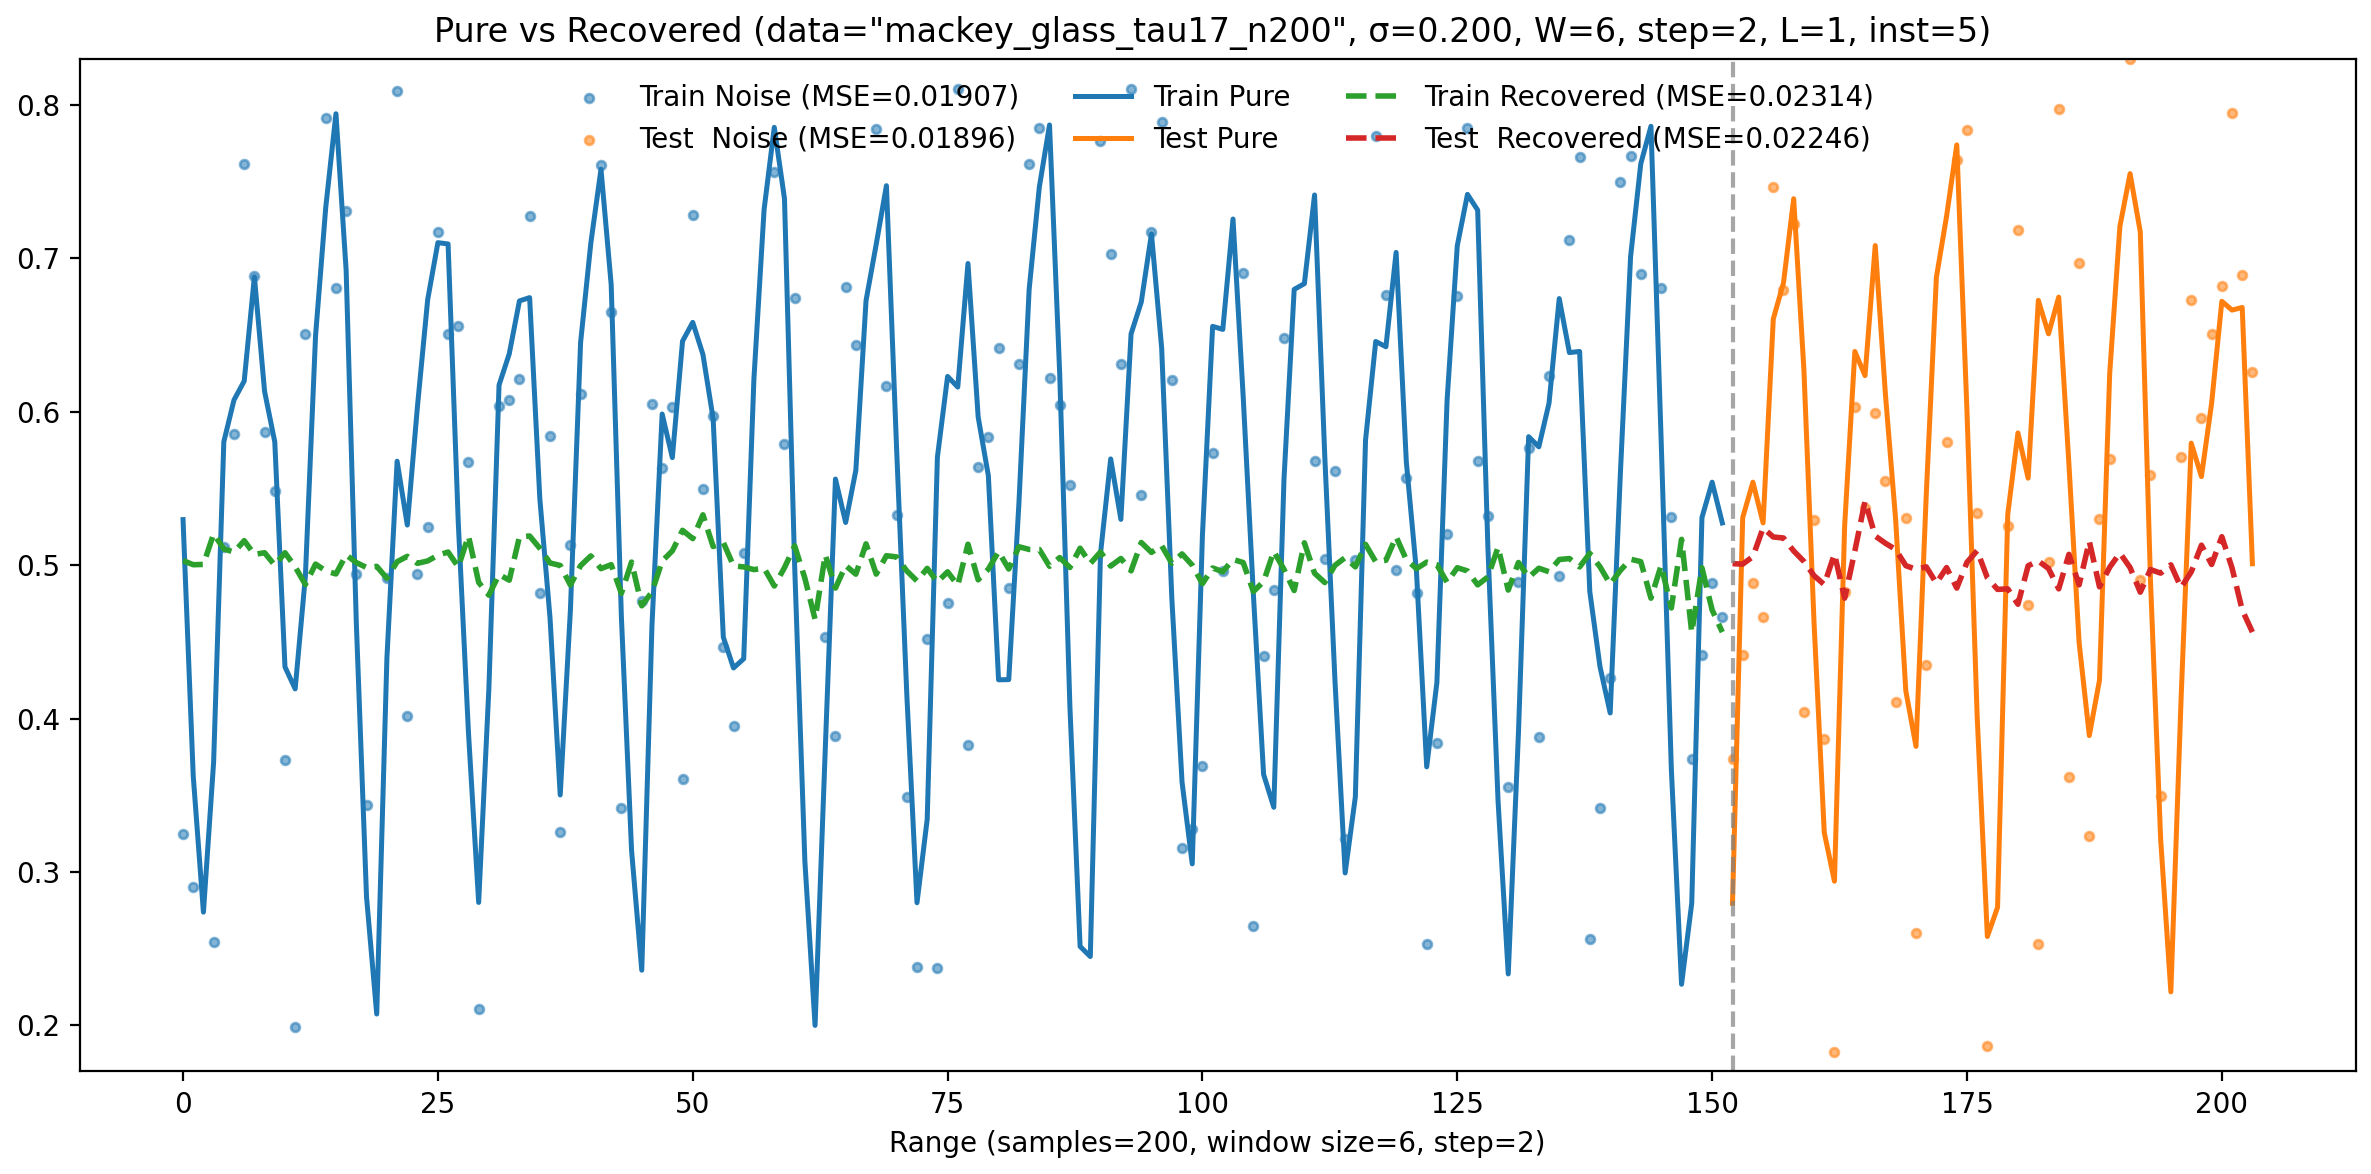 Pure vs Recovered (data="mackey_glass_tau17_n200", σ=0.200, W=6, step=2, L=1, inst=5)
Train Noise (MSE=0.01907)
Test  Noise (MSE=0.01896)
Train Pure
Test Pure
Train Recovered (MSE=0.02314)
Test  Recovered (MSE=0.02246)
0.8
0.7
0.6
0.5
0.4
0.3
0.2
0 25 50 75 100 125 150 175 200
Range (samples=200, window size=6, step=2)